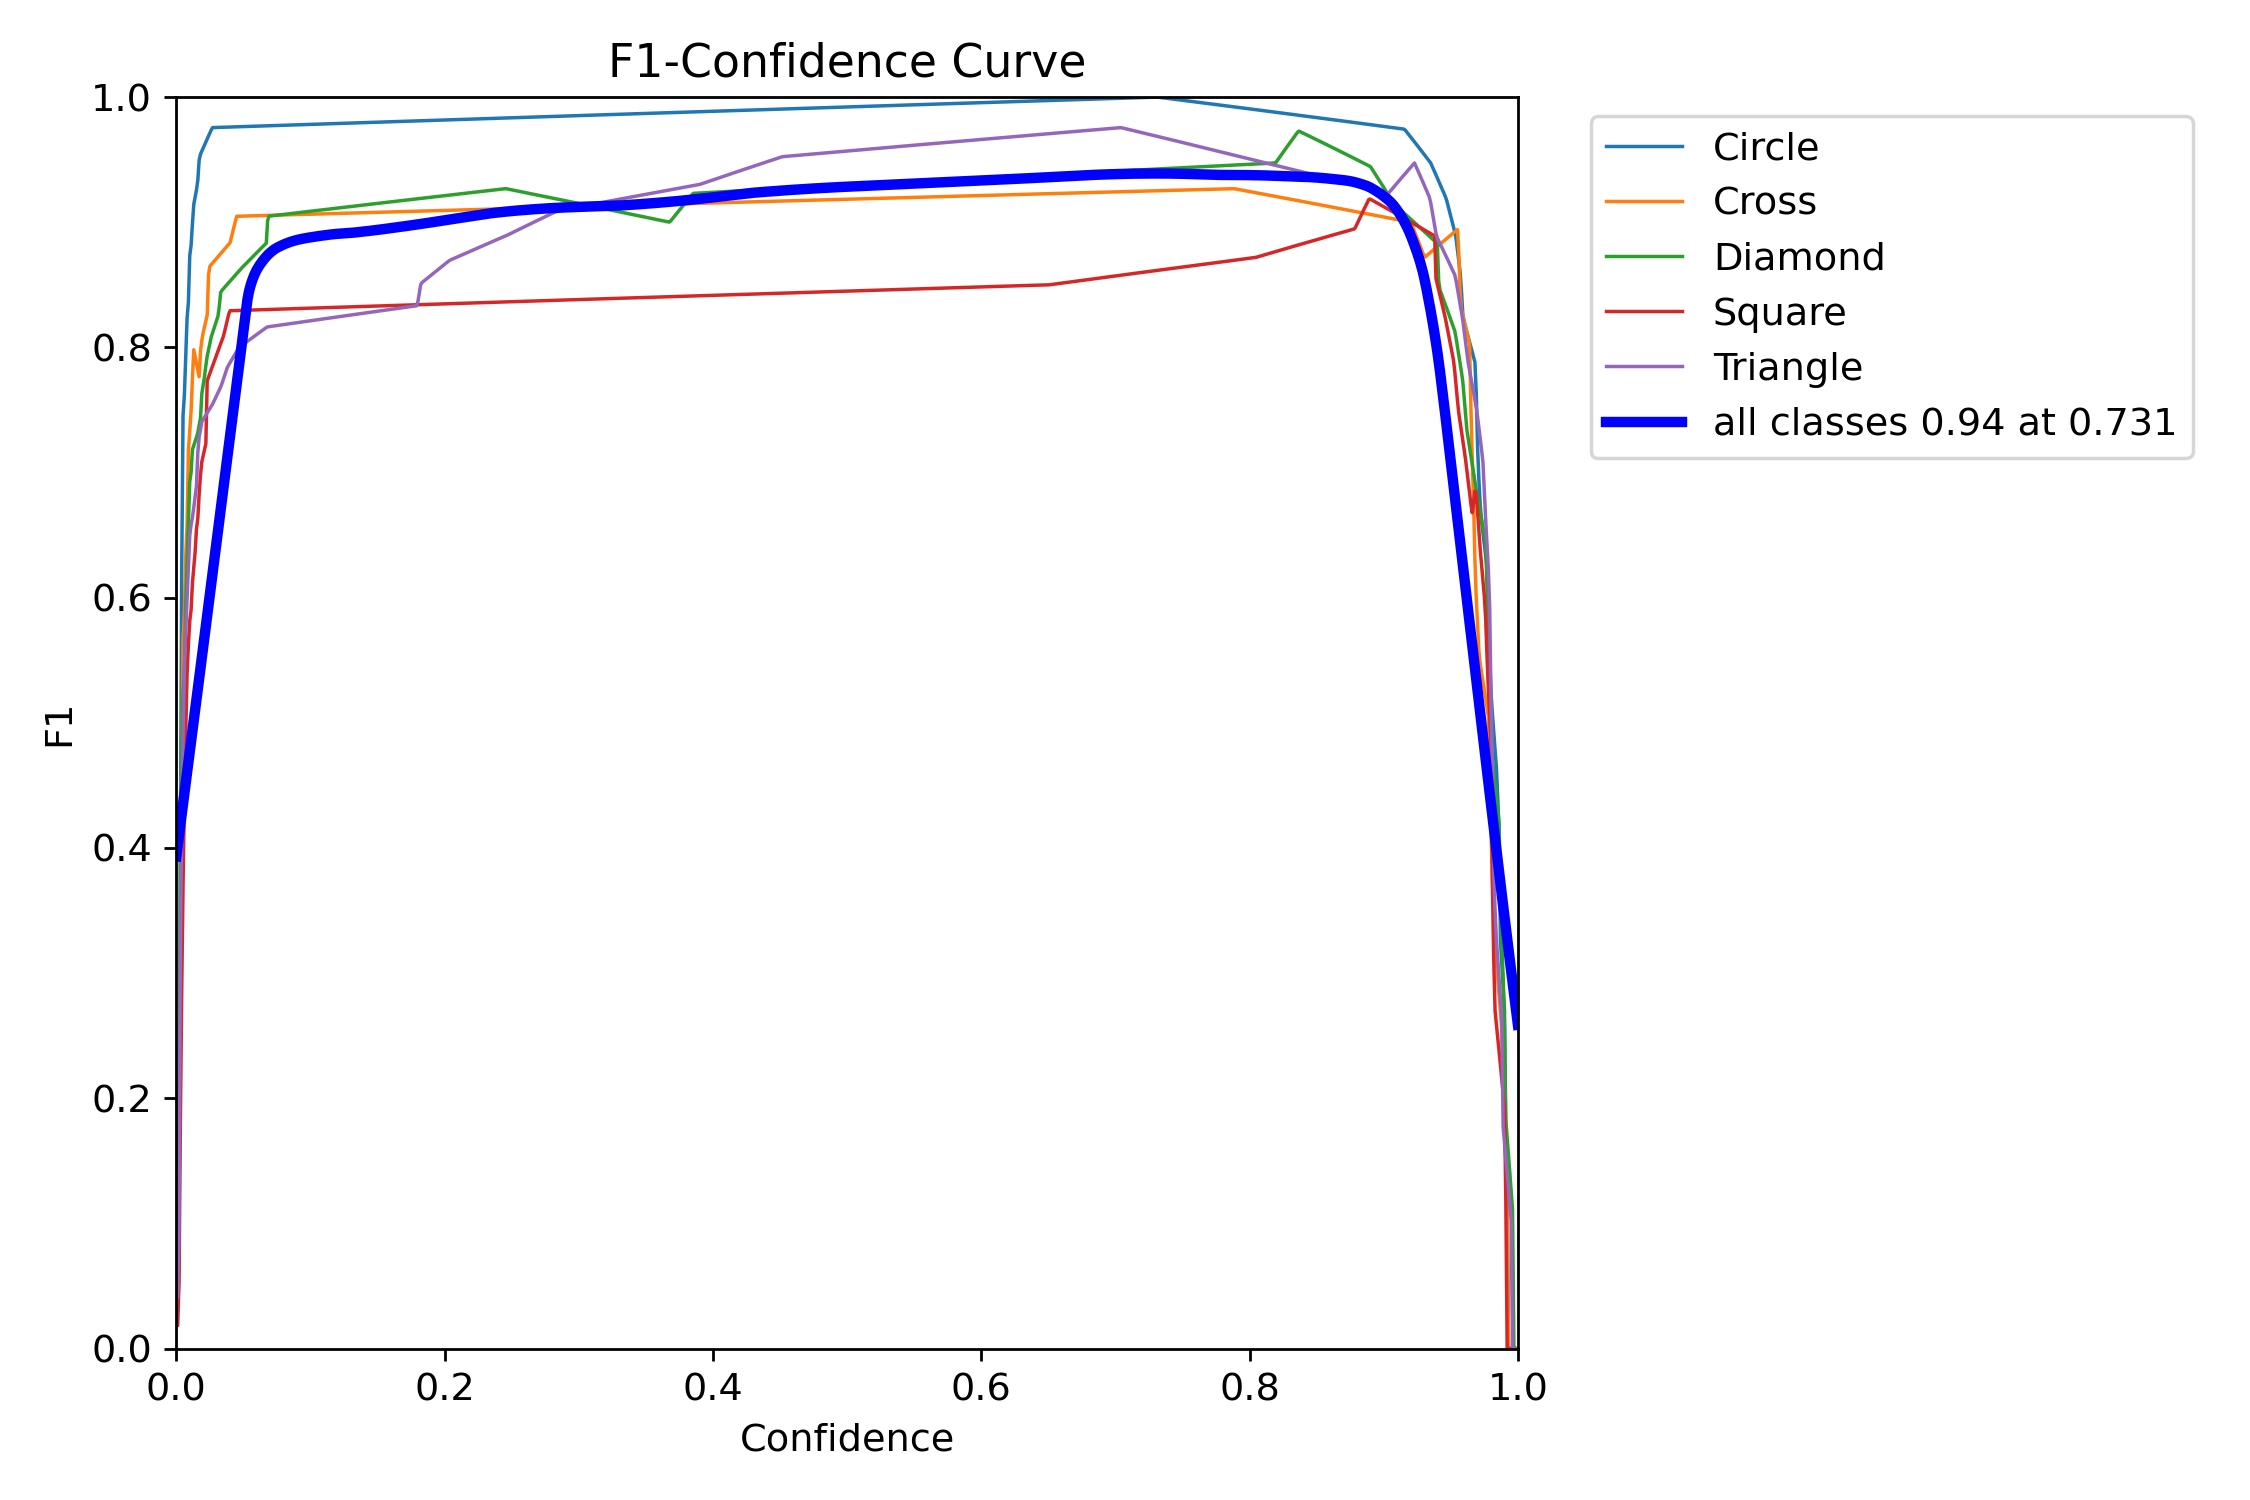 F1-Confidence Curve
1.0
0.8
0.6
0.4
0.2
0.0
F1
0.0 0.2 0.4 0.6 0.8 1.0
Confidence
Circle
Cross
Diamond
Square
Triangle
all classes 0.94 at 0.731